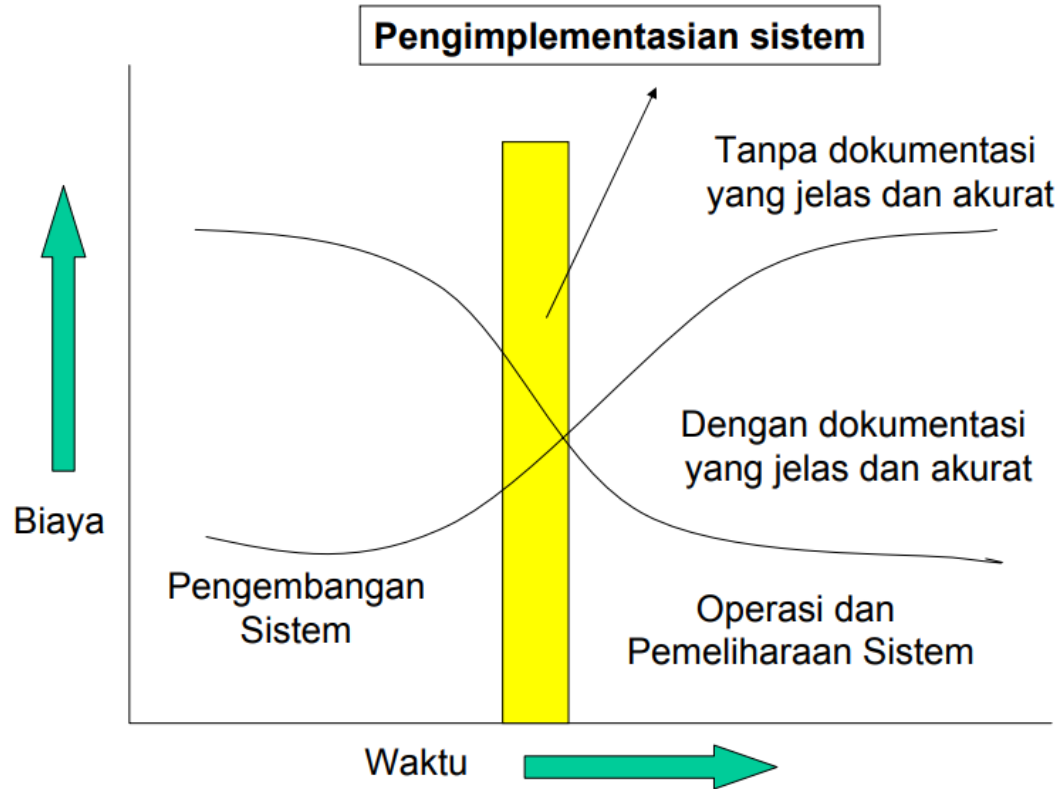 Pengimplementasian sistem
Tanpa dokumentasi
yang jelas dan akurat
Dengan dokumentasi
yang jelas dan akurat
Biaya
Pengembangan
Sistem
Operasi dan
Pemeliharaan Sistem
Waktu